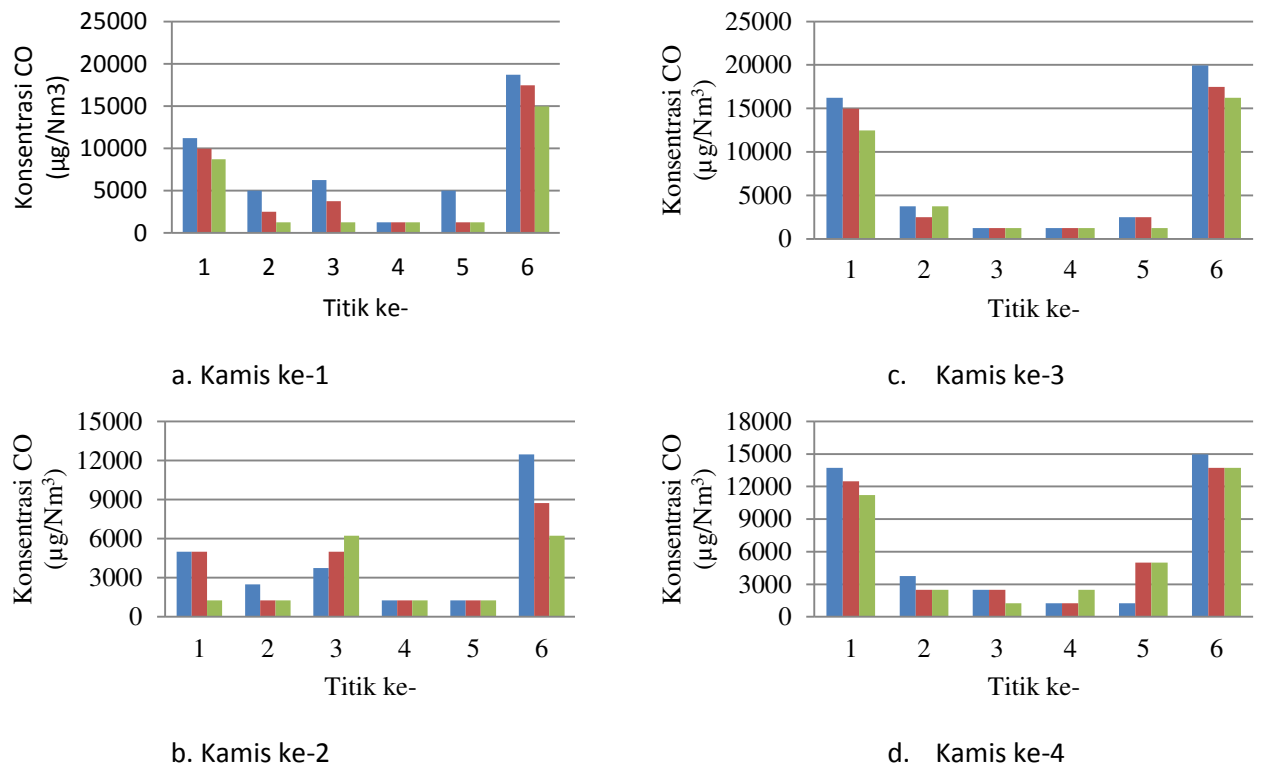 Konsentrasi CO
(µg/Nm3)
25000
20000
15000
10000
5000
0
1 2 3 4 5 6
Titik ke-
a. Kamis ke-1
Konsentrasi CO
(µg/Nm³)
25000
20000
15000
10000
5000
0
1 2 3 4 5 6
Titik ke-
c. Kamis ke-3
Konsentrasi CO
(µg/Nm³)
15000
12000
9000
6000
3000
0
1 2 3 4 5 6
Titik ke-
b. Kamis ke-2
Konsentrasi CO
(µg/Nm³)
18000
15000
12000
9000
6000
3000
0
1 2 3 4 5 6
Titik ke-
d. Kamis ke-4